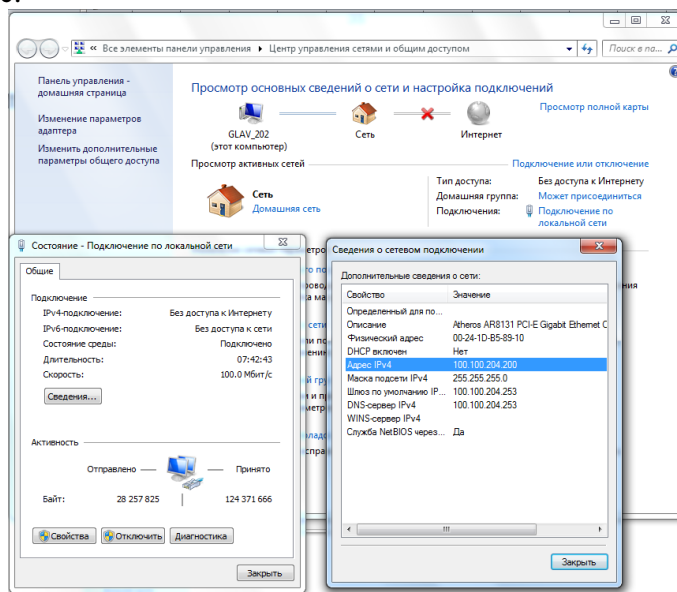 « Все элементы панели управления ▸ Центр управления сетями и общим доступом
Поиск в па...
Панель управления -
домашняя страница
Изменение параметров
адаптера
Изменить дополнительные
параметры общего доступа
Просмотр основных сведений о сети и настройка подключений
Просмотр полной карты
GLAV_202
(этот компьютер)
Сеть
Интернет
Просмотр активных сетей
Подключение или отключение
Сеть
Домашняя сеть
Тип доступа: Без доступа к Интернету
Домашняя группа: Может присоединиться
Подключения: Подключение по
локальной сети
Состояние - Подключение по локальной сети
Общие
Подключение
IPv4-подключение: Без доступа к Интернету
IPv6-подключение: Без доступа к сети
Состояние среды: Подключено
Длительность: 07:42:43
Скорость: 100.0 Мбит/с
Сведения...
Активность
Отправлено
Принято
Байт: 28 257 825 | 124 371 666
Свойства
Отключить
Диагностика
Закрыть
Сведения о сетевом подключении
Дополнительные сведения о сети:
Свойство Значение
Определенный для по...
Описание Atheros AR8131 PCI-E Gigabit Ethernet C
Физический адрес 00-24-1D-B5-89-10
DHCP включен Нет
Адрес IPv4 100.100.204.200
Маска подсети IPv4 255.255.255.0
Шлюз по умолчанию IP... 100.100.204.253
DNS-сервер IPv4 100.100.204.253
WINS-сервер IPv4
Служба NetBIOS через... Да
Закрыть